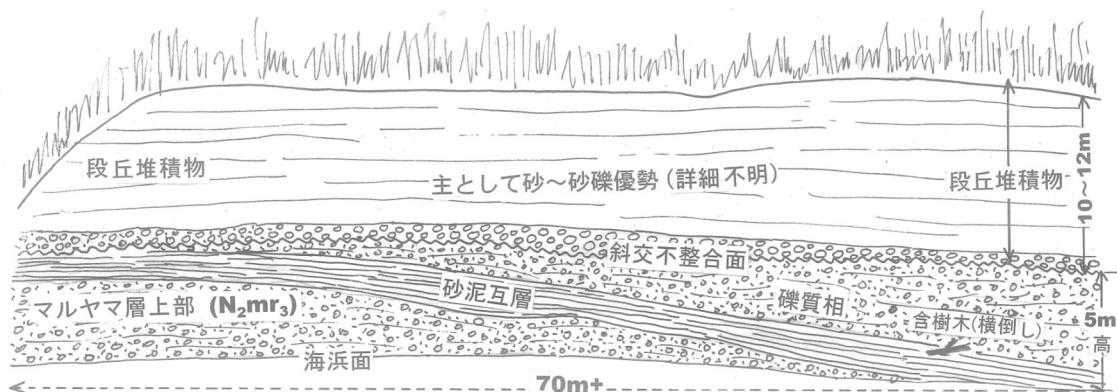 段丘堆積物
主として砂～砂礫優勢（詳細不明）
段丘堆積物
10～12m
斜交不整合面
砂泥互層
礫質相
マルヤマ層上部 (N₂mr₃)
含樹木(横倒し)
5m
高
海浜面
70m+